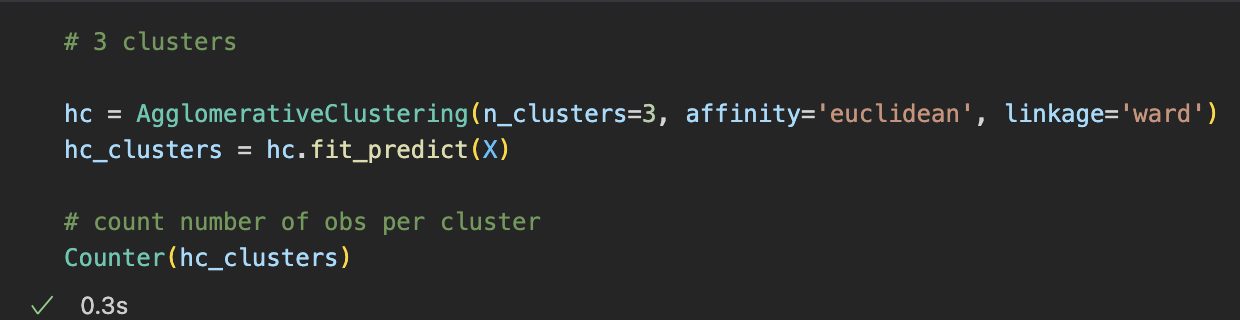 # 3 clusters
hc = AgglomerativeClustering(n_clusters=3, affinity='euclidean', linkage='ward')
hc_clusters = hc.fit_predict(X)
# count number of obs per cluster
Counter(hc_clusters)
✓ 0.3s